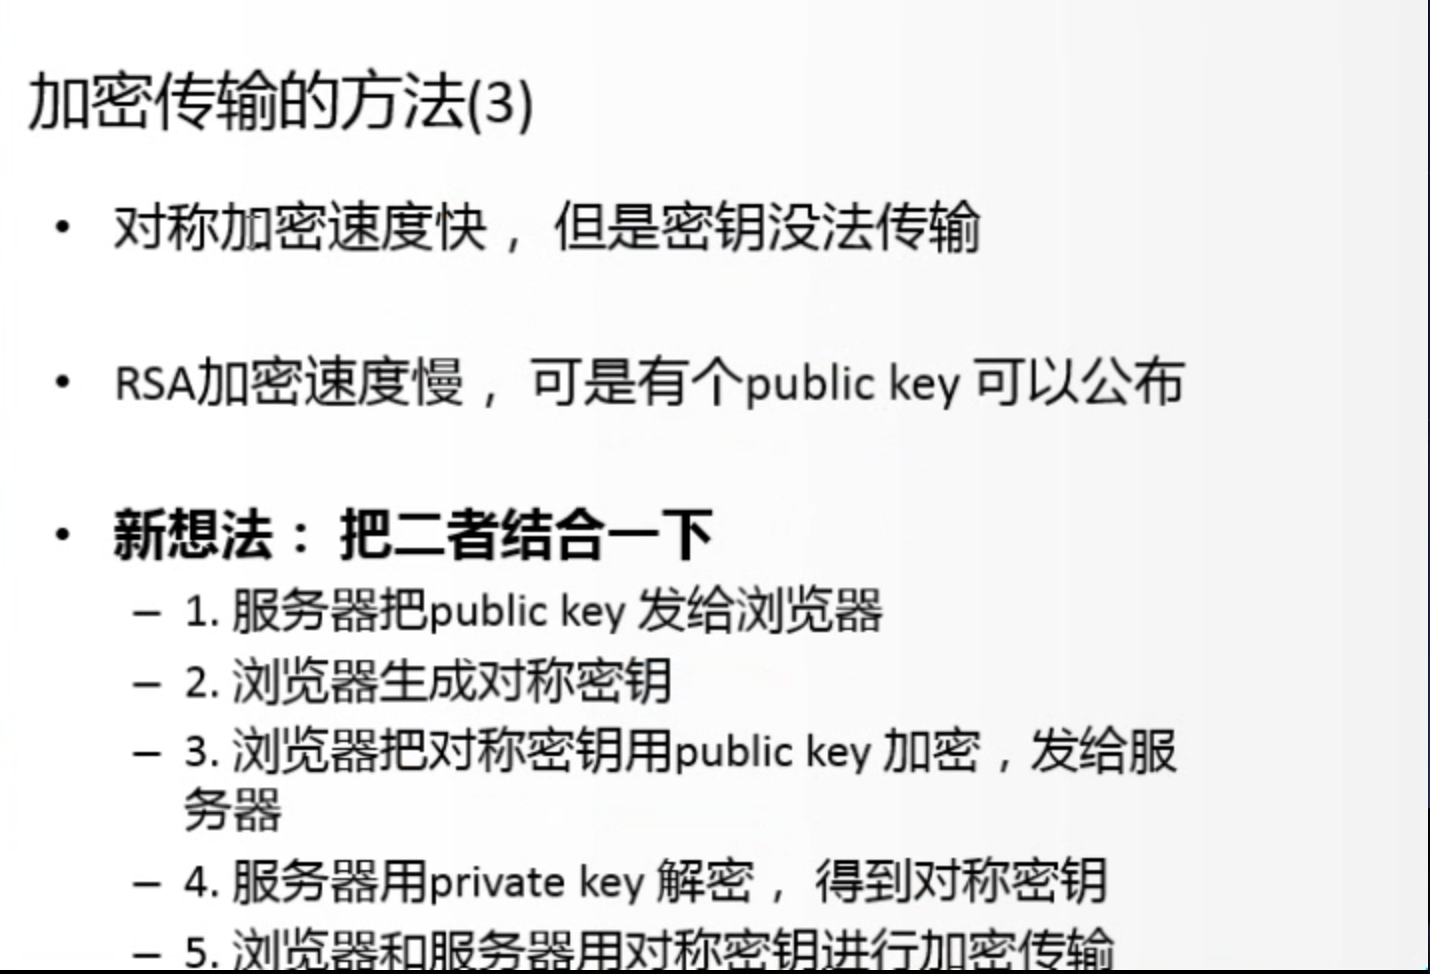 加密传输的方法(3)
• 对称加密速度快，但是密钥没法传输
• RSA加密速度慢，可是有个public key 可以公布
• 新想法：把二者结合一下
– 1. 服务器把public key 发给浏览器
– 2. 浏览器生成对称密钥
– 3. 浏览器把对称密钥用public key 加密，发给服
务器
– 4. 服务器用private key 解密，得到对称密钥
– 5. 浏览器和服务器用对称密钥进行加密传输